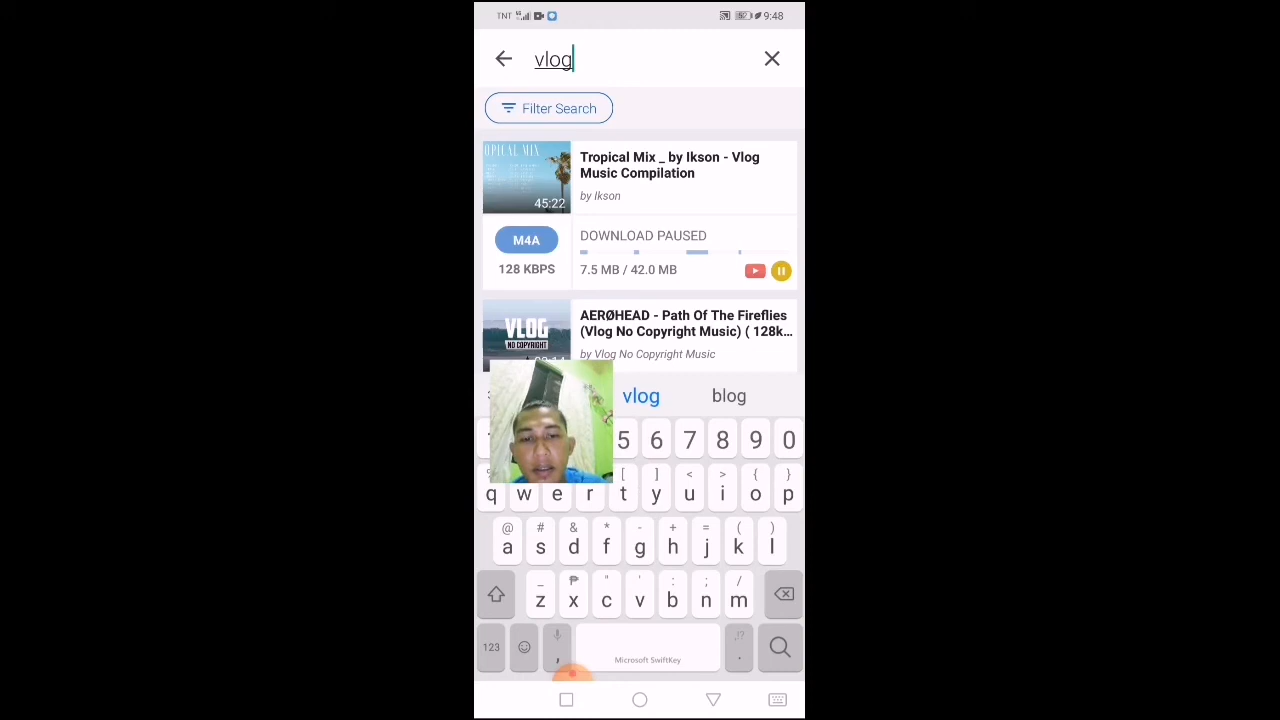 TNT 9:48
vlog
Filter Search
OPICAL MIX
45:22
Tropical Mix _ by Ikson - Vlog
Music Compilation
by Ikson
M4A
128 KBPS
DOWNLOAD PAUSED
7.5 MB / 42.0 MB
VLOG
NO COPYRIGHT
AERØHEAD - Path Of The Fireflies
(Vlog No Copyright Music) ( 128k...
by Vlog No Copyright Music
vlog blog
5 6 7 8 9 0
[ ] < > { }
q w e r t y u i o p
@ # & * - + = ( )
a s d f g h j k l
_ ₱ " ' : ; /
z x c v b n m
123 , ,!? .
Microsoft SwiftKey